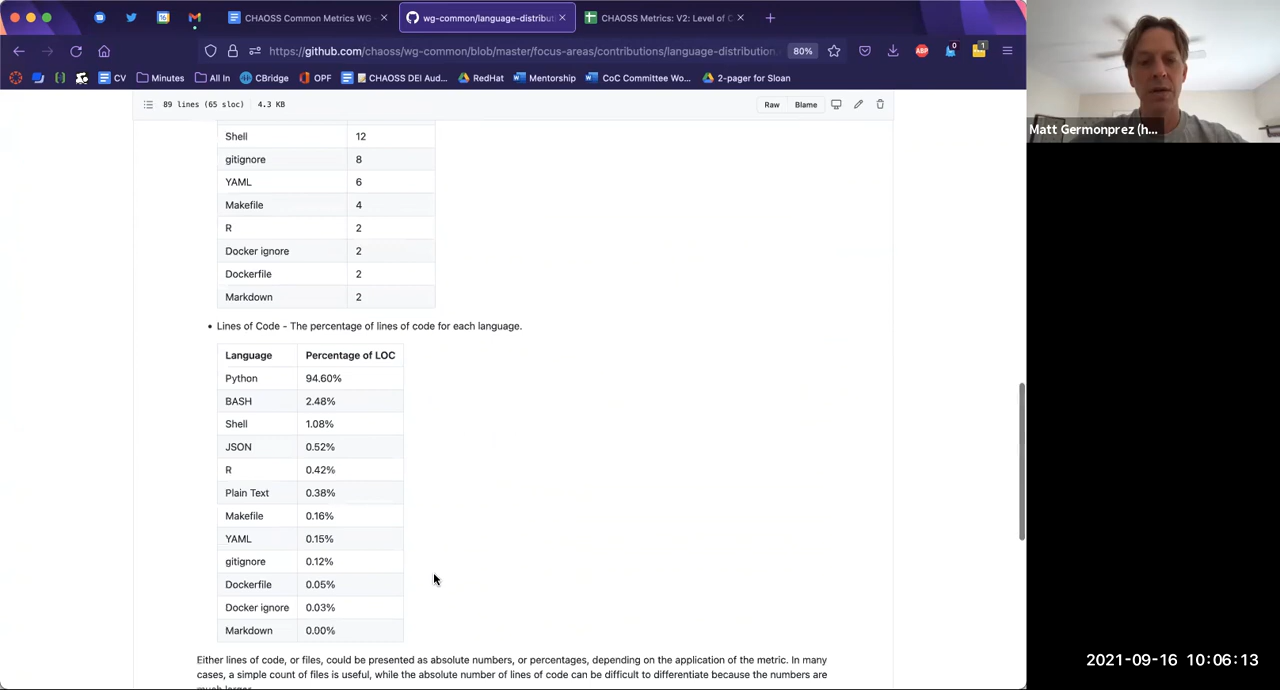 CHAOSS Common Metrics WG -
wg-common/language-distribut
CHAOSS Metrics: V2: Level of C
https://github.com/chaoss/wg-common/blob/master/focus-areas/contributions/language-distribution.
80%
ABP
0
1
CV
Minutes
All In
CBridge
OPF
CHAOSS DEI Aud...
RedHat
Mentorship
CoC Committee Wo...
2-pager for Sloan
89 lines (65 sloc)
4.3 KB
Raw
Blame
Shell 12
gitignore 8
YAML 6
Makefile 4
R 2
Docker ignore 2
Dockerfile 2
Markdown 2
• Lines of Code - The percentage of lines of code for each language.
Language Percentage of LOC
Python 94.60%
BASH 2.48%
Shell 1.08%
JSON 0.52%
R 0.42%
Plain Text 0.38%
Makefile 0.16%
YAML 0.15%
gitignore 0.12%
Dockerfile 0.05%
Docker ignore 0.03%
Markdown 0.00%
Either lines of code, or files, could be presented as absolute numbers, or percentages, depending on the application of the metric. In many
cases, a simple count of files is useful, while the absolute number of lines of code can be difficult to differentiate because the numbers are
much larger.
Matt Germonprez (h...
2021-09-16 10:06:13